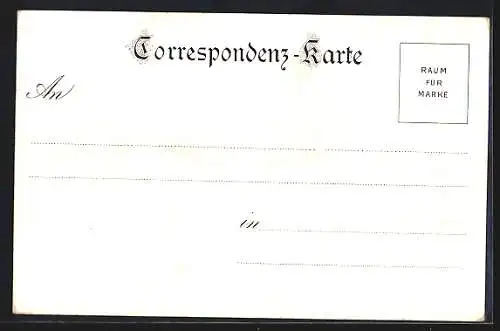 Correspondenz-Karte
RAUM
FÜR
MARKE
An
in